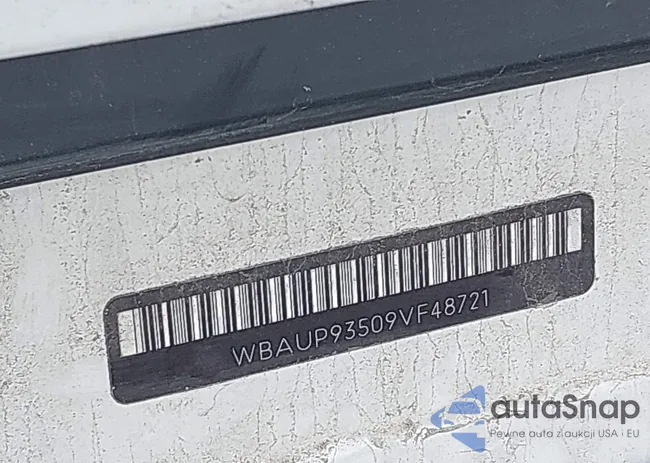 WBAUP93509VF48721
autaSnap
Pewne auta z aukcji USA i EU